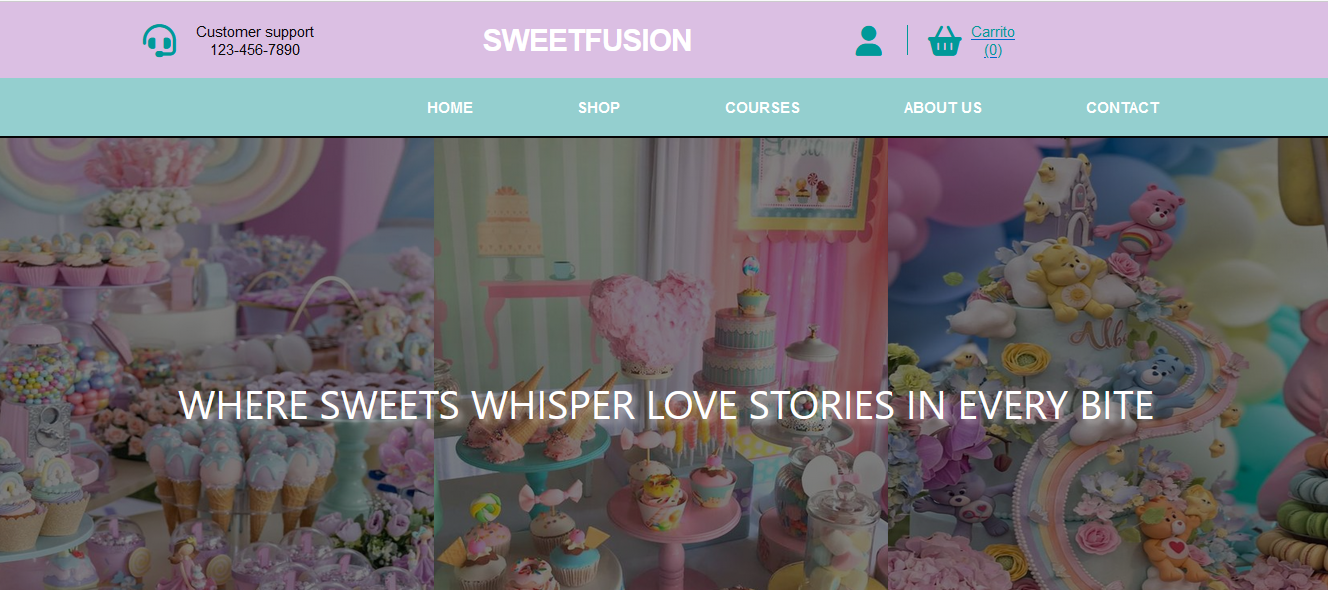 Customer support
123-456-7890
SWEETFUSION
Carrito
(0)
HOME
SHOP
COURSES
ABOUT US
CONTACT
WHERE SWEETS WHISPER LOVE STORIES IN EVERY BITE